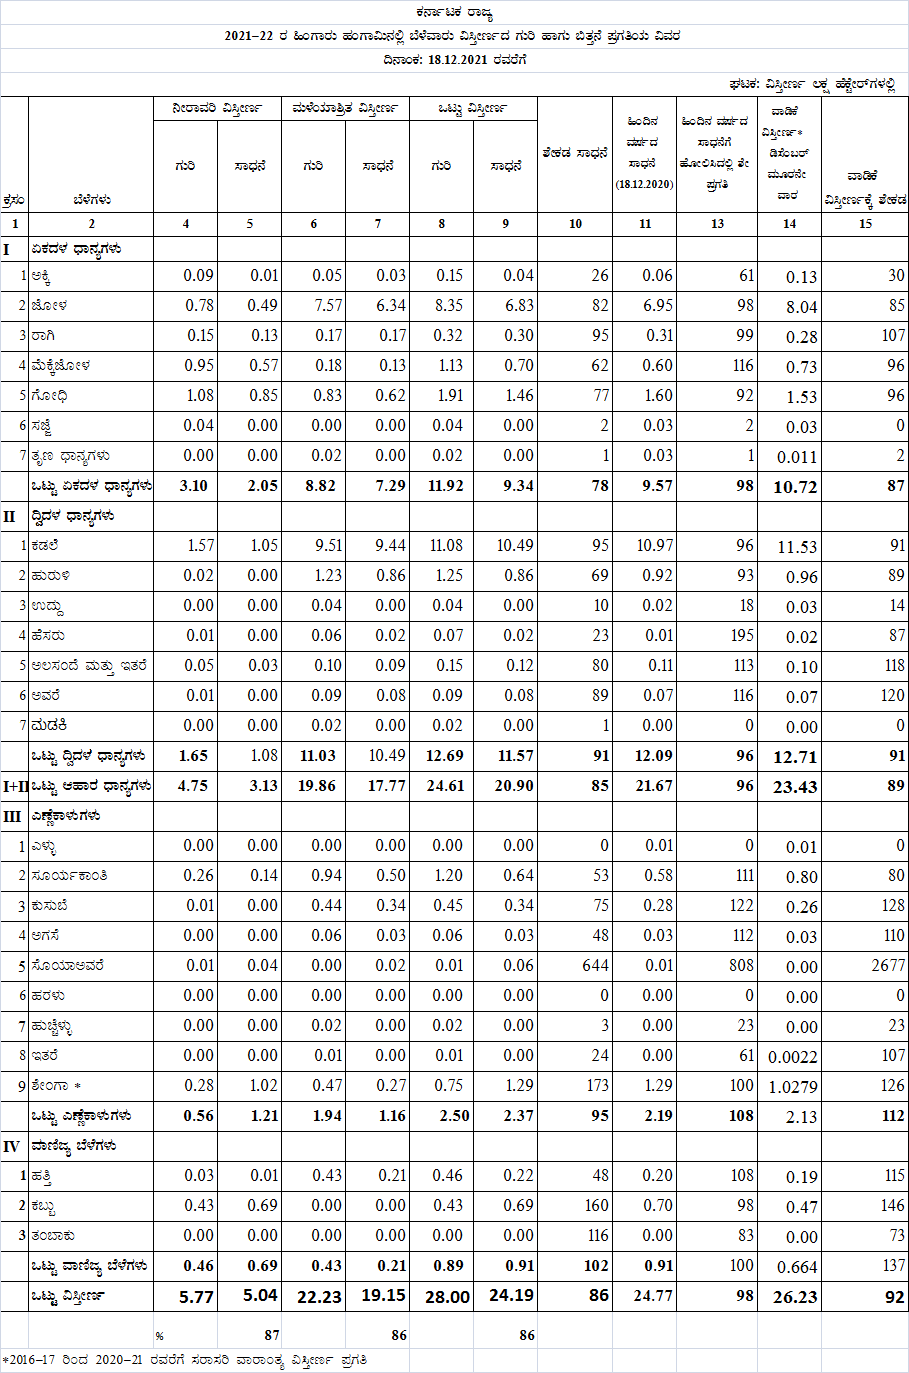 ಕರ್ನಾಟಕ ರಾಜ್ಯ
2021–22 ರ ಹಿಂಗಾರು ಹಂಗಾಮಿನಲ್ಲಿ ಬೆಳೆವಾರು ವಿಸ್ತೀರ್ಣದ ಗುರಿ ಹಾಗು ಬಿತ್ತನೆ ಪ್ರಗತಿಯ ವಿವರ
ದಿನಾಂಕ: 18.12.2021 ರವರೆಗೆ
ಘಟಕ: ವಿಸ್ತೀರ್ಣ ಲಕ್ಷ ಹೆಕ್ಟೇರ್‌ಗಳಲ್ಲಿ
ಕ್ರಸಂ ಬೆಳೆಗಳು ನೀರಾವರಿ ವಿಸ್ತೀರ್ಣ ಮಳೆಯಾಶ್ರಿತ ವಿಸ್ತೀರ್ಣ ಒಟ್ಟು ವಿಸ್ತೀರ್ಣ ಶೇಕಡ ಸಾಧನೆ ಹಿಂದಿನ ವರ್ಷದ ಸಾಧನೆ (18.12.2020) ಹಿಂದಿನ ವರ್ಷದ ಸಾಧನೆಗೆ ಹೋಲಿಸಿದಲ್ಲಿ ಶೇ ಪ್ರಗತಿ ವಾಡಿಕೆ ವಿಸ್ತೀರ್ಣ* ಡಿಸೆಂಬರ್ ಮೂರನೇ ವಾರ ವಾಡಿಕೆ ವಿಸ್ತೀರ್ಣಕ್ಕೆ ಶೇಕಡ
ಗುರಿ ಸಾಧನೆ ಗುರಿ ಸಾಧನೆ ಗುರಿ ಸಾಧನೆ
1 2 4 5 6 7 8 9 10 11 13 14 15
I ಏಕದಳ ಧಾನ್ಯಗಳು
1 ಅಕ್ಕಿ 0.09 0.01 0.05 0.03 0.15 0.04 26 0.06 61 0.13 30
2 ಜೋಳ 0.78 0.49 7.57 6.34 8.35 6.83 82 6.95 98 8.04 85
3 ರಾಗಿ 0.15 0.13 0.17 0.17 0.32 0.30 95 0.31 99 0.28 107
4 ಮೆಕ್ಕೆಜೋಳ 0.95 0.57 0.18 0.13 1.13 0.70 62 0.60 116 0.73 96
5 ಗೋಧಿ 1.08 0.85 0.83 0.62 1.91 1.46 77 1.60 92 1.53 96
6 ಸಜ್ಜೆ 0.04 0.00 0.00 0.00 0.04 0.00 2 0.03 2 0.03 0
7 ತೃಣ ಧಾನ್ಯಗಳು 0.00 0.00 0.02 0.00 0.02 0.00 1 0.03 1 0.011 2
ಒಟ್ಟು ಏಕದಳ ಧಾನ್ಯಗಳು 3.10 2.05 8.82 7.29 11.92 9.34 78 9.57 98 10.72 87
II ದ್ವಿದಳ ಧಾನ್ಯಗಳು
1 ಕಡಲೆ 1.57 1.05 9.51 9.44 11.08 10.49 95 10.97 96 11.53 91
2 ಹುರುಳಿ 0.02 0.00 1.23 0.86 1.25 0.86 69 0.92 93 0.96 89
3 ಉದ್ದು 0.00 0.00 0.04 0.00 0.04 0.00 10 0.02 18 0.03 14
4 ಹೆಸರು 0.01 0.00 0.06 0.02 0.07 0.02 23 0.01 195 0.02 87
5 ಅಲಸಂದೆ ಮತ್ತು ಇತರೆ 0.05 0.03 0.10 0.09 0.15 0.12 80 0.11 113 0.10 118
6 ಅವರೆ 0.01 0.00 0.09 0.08 0.09 0.08 89 0.07 116 0.07 120
7 ಮಡಕಿ 0.00 0.00 0.02 0.00 0.02 0.00 1 0.00 0 0.00 0
ಒಟ್ಟು ದ್ವಿದಳ ಧಾನ್ಯಗಳು 1.65 1.08 11.03 10.49 12.69 11.57 91 12.09 96 12.71 91
I+II ಒಟ್ಟು ಆಹಾರ ಧಾನ್ಯಗಳು 4.75 3.13 19.86 17.77 24.61 20.90 85 21.67 96 23.43 89
III ಎಣ್ಣೆಕಾಳುಗಳು
1 ಎಳ್ಳು 0.00 0.00 0.00 0.00 0.00 0.00 0 0.01 0 0.01 0
2 ಸೂರ್ಯಕಾಂತಿ 0.26 0.14 0.94 0.50 1.20 0.64 53 0.58 111 0.80 80
3 ಕುಸುಬೆ 0.01 0.00 0.44 0.34 0.45 0.34 75 0.28 122 0.26 128
4 ಅಗಸೆ 0.00 0.00 0.06 0.03 0.06 0.03 48 0.03 112 0.03 110
5 ಸೊಯಾಅವರೆ 0.01 0.04 0.00 0.02 0.01 0.06 644 0.01 808 0.00 2677
6 ಹರಳು 0.00 0.00 0.00 0.00 0.00 0.00 0 0.00 0 0.00 0
7 ಹುಚ್ಚೆಳ್ಳು 0.00 0.00 0.02 0.00 0.02 0.00 3 0.00 23 0.00 23
8 ಇತರೆ 0.00 0.00 0.01 0.00 0.01 0.00 24 0.00 61 0.0022 107
9 ಶೇಂಗಾ * 0.28 1.02 0.47 0.27 0.75 1.29 173 1.29 100 1.0279 126
ಒಟ್ಟು ಎಣ್ಣೆಕಾಳುಗಳು 0.56 1.21 1.94 1.16 2.50 2.37 95 2.19 108 2.13 112
IV ವಾಣಿಜ್ಯ ಬೆಳೆಗಳು
1 ಹತ್ತಿ 0.03 0.01 0.43 0.21 0.46 0.22 48 0.20 108 0.19 115
2 ಕಬ್ಬು 0.43 0.69 0.00 0.00 0.43 0.69 160 0.70 98 0.47 146
3 ತಂಬಾಕು 0.00 0.00 0.00 0.00 0.00 0.00 116 0.00 83 0.00 73
ಒಟ್ಟು ವಾಣಿಜ್ಯ ಬೆಳೆಗಳು 0.46 0.69 0.43 0.21 0.89 0.91 102 0.91 100 0.664 137
ಒಟ್ಟು ವಿಸ್ತೀರ್ಣ 5.77 5.04 22.23 19.15 28.00 24.19 86 24.77 98 26.23 92
% 87 86 86
*2016–17 ರಿಂದ 2020–21 ರವರೆಗೆ ಸರಾಸರಿ ವಾರಾಂತ್ಯ ವಿಸ್ತೀರ್ಣ ಪ್ರಗತಿ